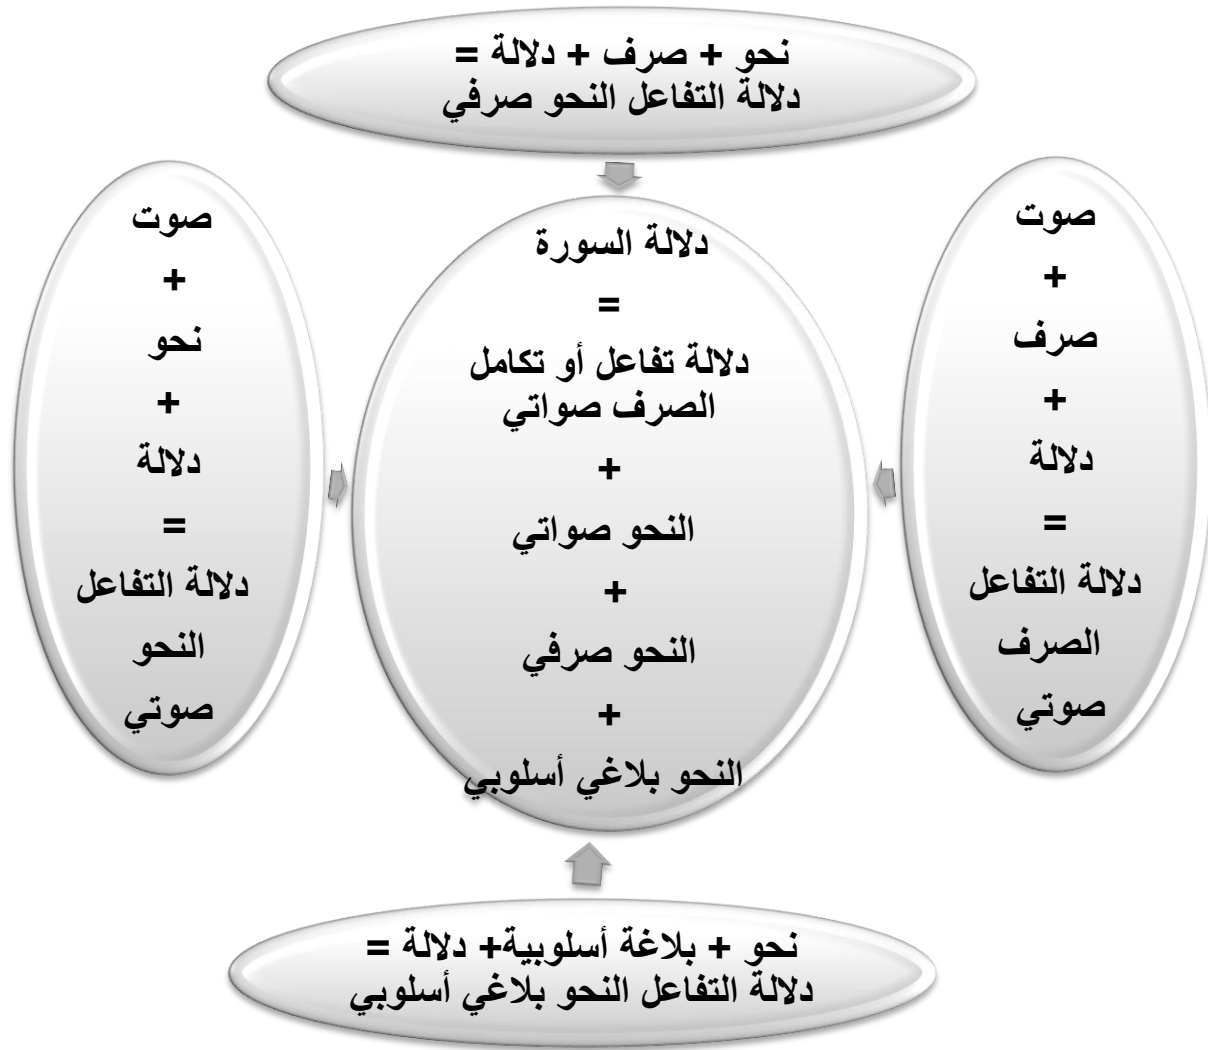 نحو + صرف + دلالة =
دلالة التفاعل النحو صرفي
صوت
+
صرف
+
دلالة
=
دلالة التفاعل
الصرف
صوتي
دلالة السورة
=
دلالة تفاعل أو تكامل
الصرف صواتي
+
النحو صواتي
+
النحو صرفي
+
النحو بلاغي أسلوبي
صوت
+
نحو
+
دلالة
=
دلالة التفاعل
النحو
صوتي
نحو + بلاغة أسلوبية+ دلالة =
دلالة التفاعل النحو بلاغي أسلوبي